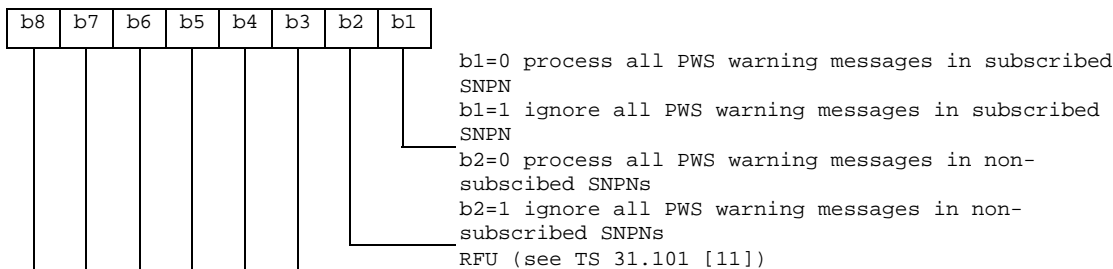 b8 b7 b6 b5 b4 b3 b2 b1
b1=0 process all PWS warning messages in subscribed
SNPN
b1=1 ignore all PWS warning messages in subscribed
SNPN
b2=0 process all PWS warning messages in non-
subscibed SNPNs
b2=1 ignore all PWS warning messages in non-
subscribed SNPNs
RFU (see TS 31.101 [11])